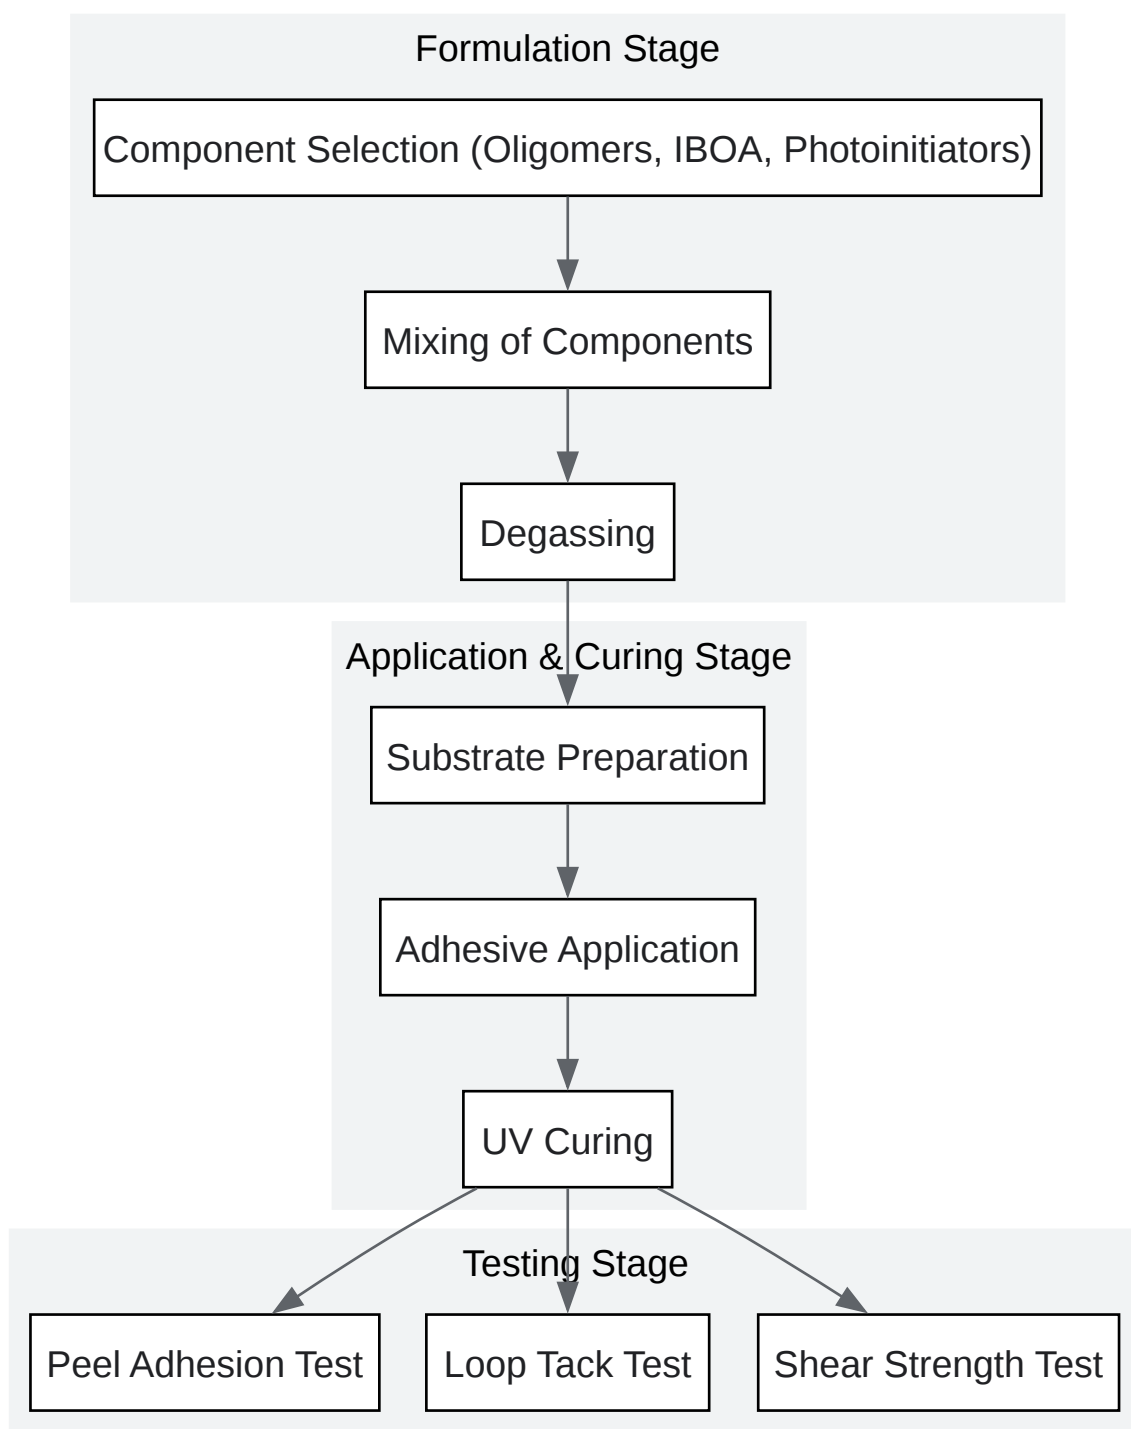 Formulation Stage
Component Selection (Oligomers, IBOA, Photoinitiators)
Mixing of Components
Degassing
Application & Curing Stage
Substrate Preparation
Adhesive Application
UV Curing
Testing Stage
Peel Adhesion Test
Loop Tack Test
Shear Strength Test